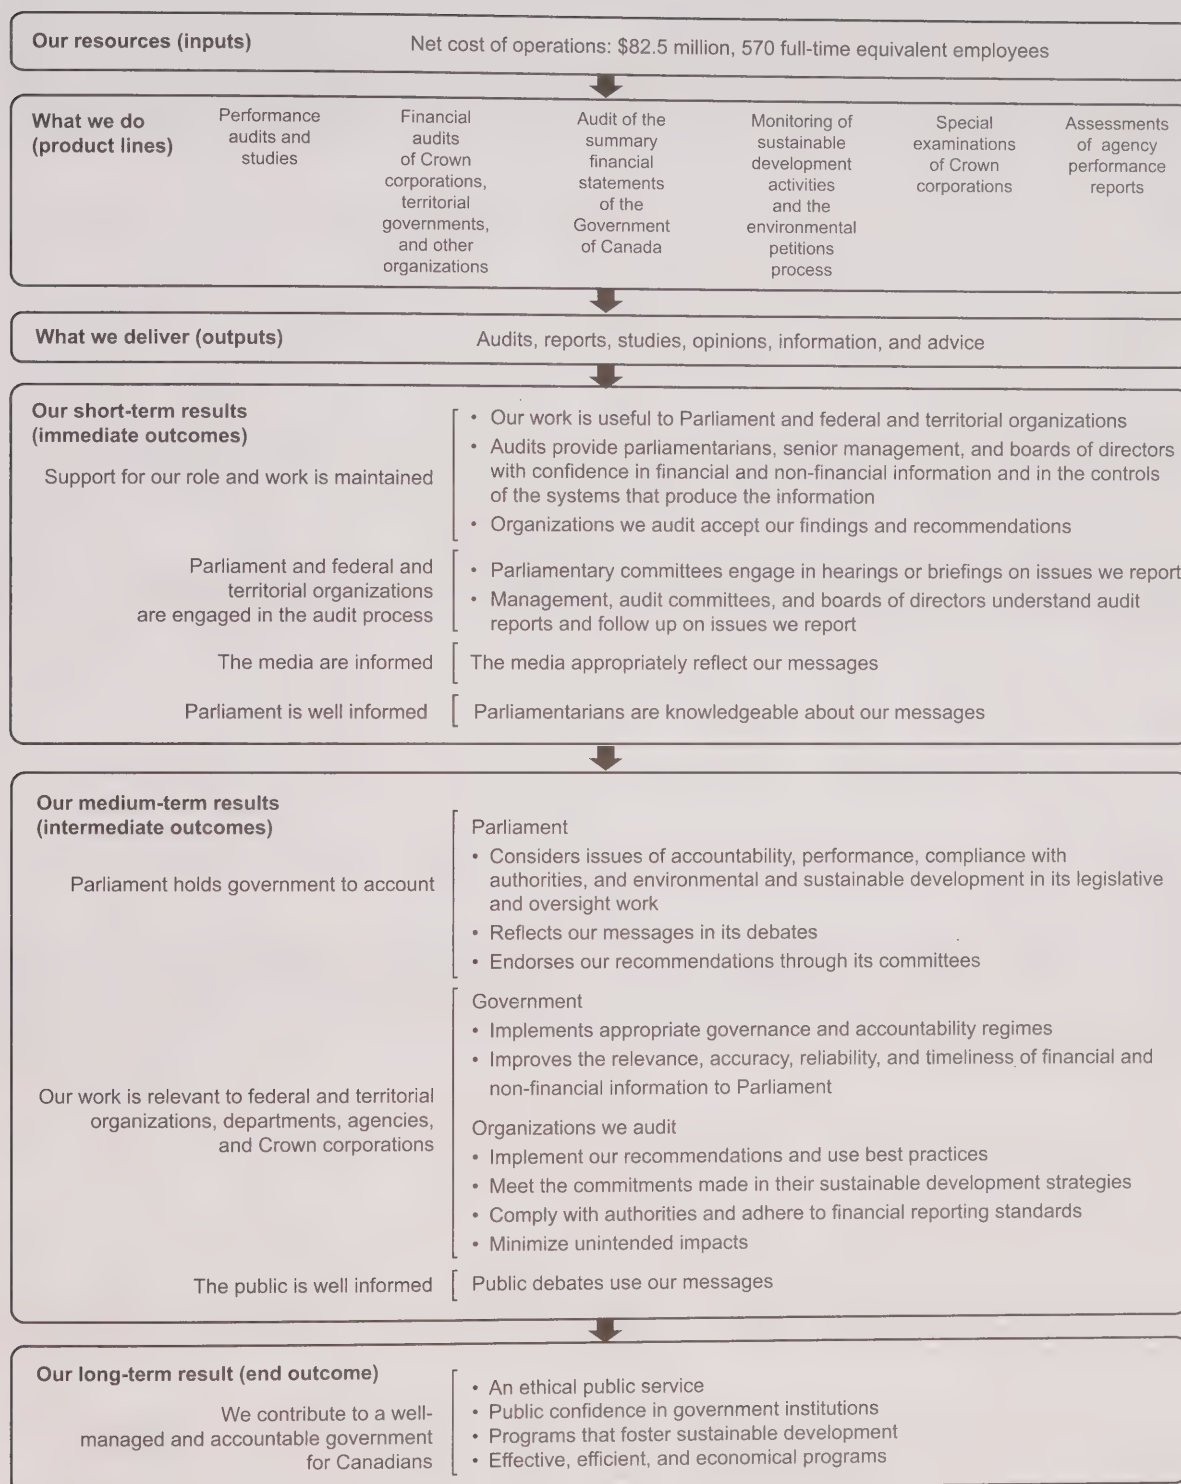 Our resources (inputs) Net cost of operations: $82.5 million, 570 full-time equivalent employees
What we do
(product lines)
Performance
audits and
studies
Financial
audits
of Crown
corporations,
territorial
governments,
and other
organizations
Audit of the
summary
financial
statements
of the
Government
of Canada
Monitoring of
sustainable
development
activities
and the
environmental
petitions
process
Special
examinations
of Crown
corporations
Assessments
of agency
performance
reports
What we deliver (outputs) Audits, reports, studies, opinions, information, and advice
Our short-term results
(immediate outcomes)
Support for our role and work is maintained
• Our work is useful to Parliament and federal and territorial organizations
• Audits provide parliamentarians, senior management, and boards of directors
with confidence in financial and non-financial information and in the controls
of the systems that produce the information
• Organizations we audit accept our findings and recommendations
Parliament and federal and
territorial organizations
are engaged in the audit process
• Parliamentary committees engage in hearings or briefings on issues we report
• Management, audit committees, and boards of directors understand audit
reports and follow up on issues we report
The media are informed
The media appropriately reflect our messages
Parliament is well informed
Parliamentarians are knowledgeable about our messages
Our medium-term results
(intermediate outcomes)
Parliament holds government to account
Parliament
• Considers issues of accountability, performance, compliance with
authorities, and environmental and sustainable development in its legislative
and oversight work
• Reflects our messages in its debates
• Endorses our recommendations through its committees
Our work is relevant to federal and territorial
organizations, departments, agencies,
and Crown corporations
Government
• Implements appropriate governance and accountability regimes
• Improves the relevance, accuracy, reliability, and timeliness of financial and
non-financial information to Parliament
Organizations we audit
• Implement our recommendations and use best practices
• Meet the commitments made in their sustainable development strategies
• Comply with authorities and adhere to financial reporting standards
• Minimize unintended impacts
The public is well informed
Public debates use our messages
Our long-term result (end outcome)
We contribute to a well-
managed and accountable government
for Canadians
• An ethical public service
• Public confidence in government institutions
• Programs that foster sustainable development
• Effective, efficient, and economical programs